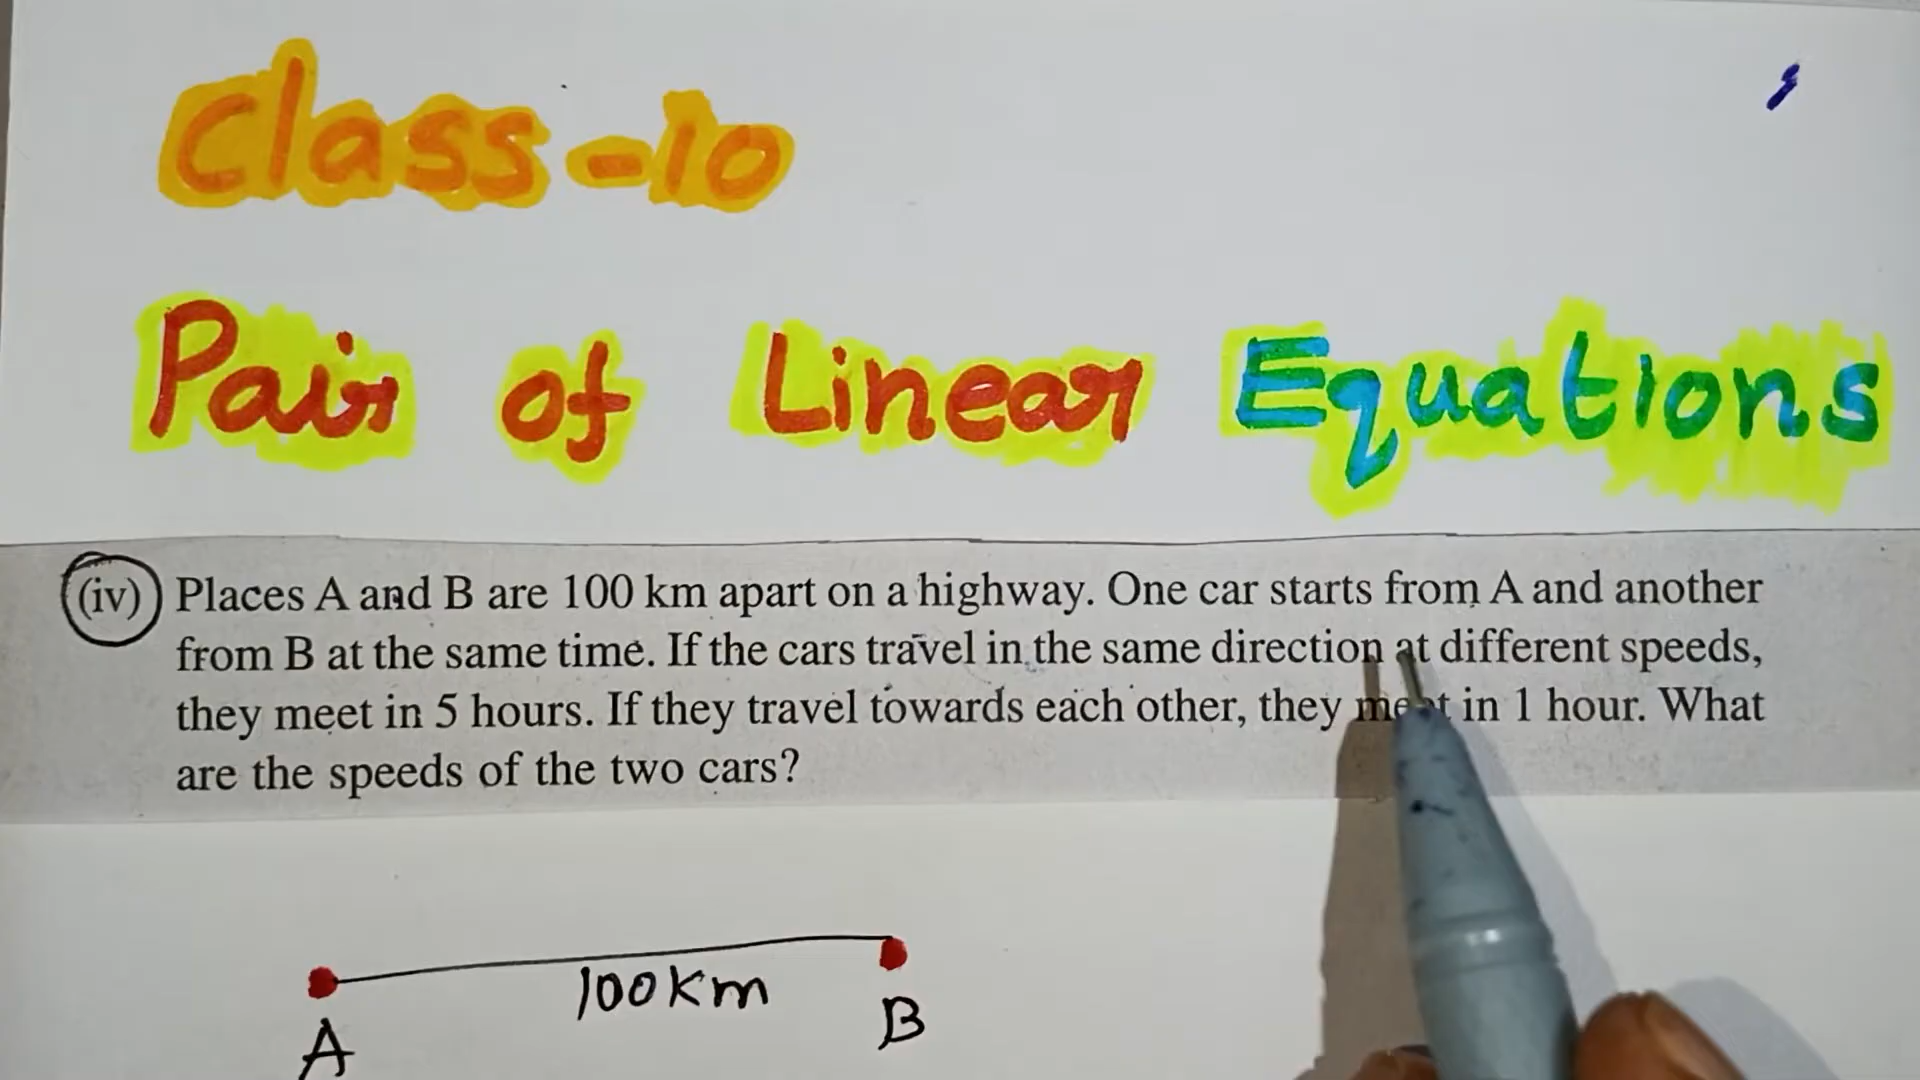 Class-10
Pair of Linear Equations
(iv) Places A and B are 100 km apart on a highway. One car starts from A and another
from B at the same time. If the cars travel in the same direction at different speeds,
they meet in 5 hours. If they travel towards each other, they meet in 1 hour. What
are the speeds of the two cars?
100km
A B